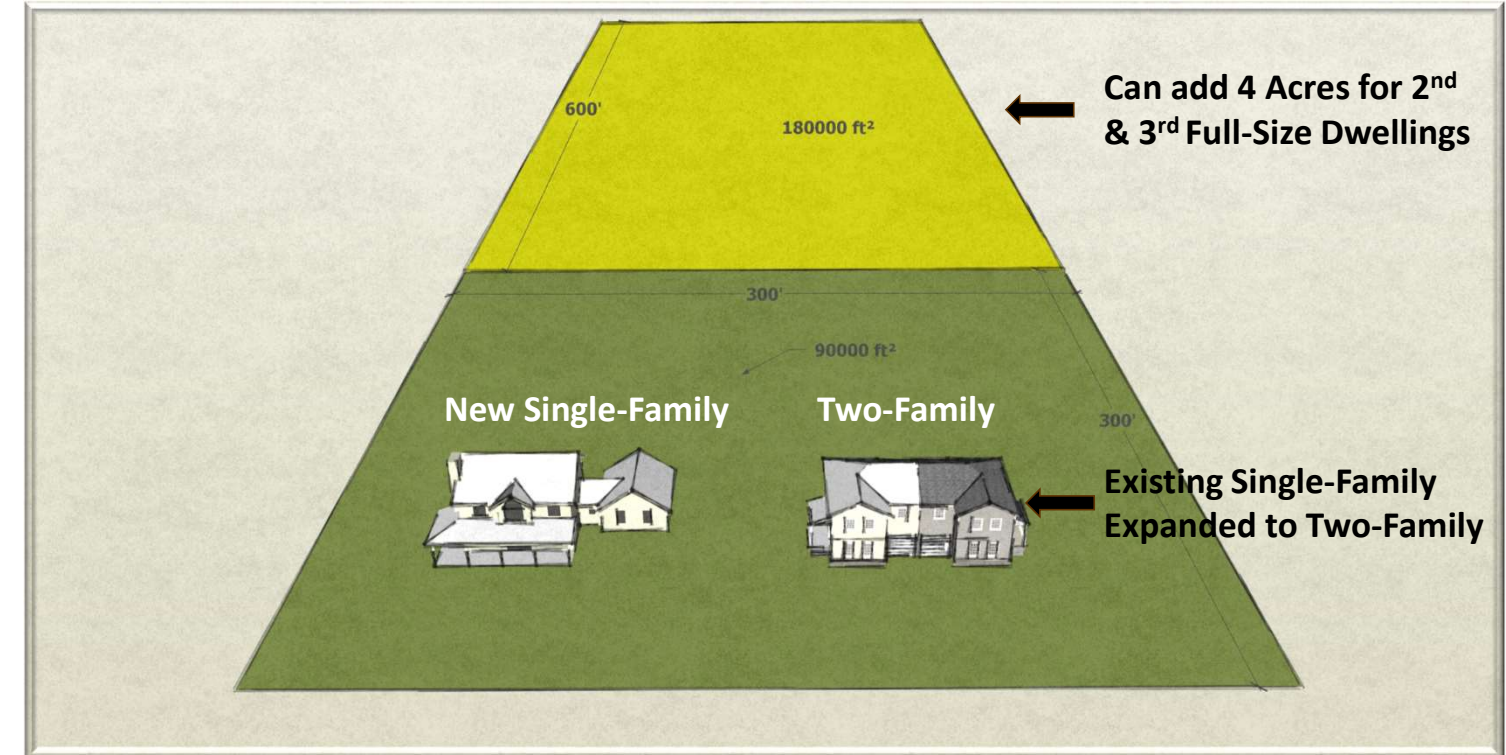 Can add 4 Acres for 2nd
& 3rd Full-Size Dwellings
600'
180000 ft²
300'
90000 ft²
New Single-Family
Two-Family
300'
Existing Single-Family
Expanded to Two-Family